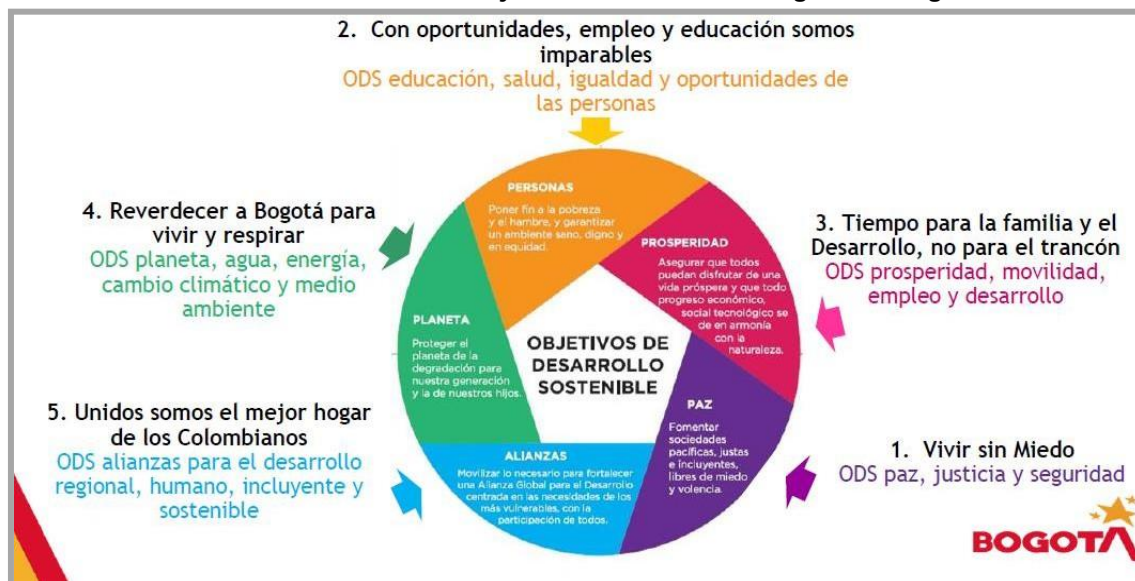 2. Con oportunidades, empleo y educación somos
imparables
ODS educación, salud, igualdad y oportunidades de
las personas
4. Reverdecer a Bogotá para
vivir y respirar
ODS planeta, agua, energía,
cambio climático y medio
ambiente
3. Tiempo para la familia y el
Desarrollo, no para el trancón
ODS prosperidad, movilidad,
empleo y desarrollo
PERSONAS
Poner fin a la pobreza
y el hambre, y garantizar
un ambiente sano, digno y
en equidad.
PROSPERIDAD
Asegurar que todos
puedan disfrutar de una
vida próspera y que todo
progreso económico,
social tecnológico se
de en armonía
con la
naturaleza.
PLANETA
Proteger el
planeta de la
degradación para
nuestra generación
y la de nuestros hijos.
OBJETIVOS DE
DESARROLLO
SOSTENIBLE
PAZ
Fomentar
sociedades
pacíficas, justas
e incluyentes,
libres de miedo
y violencia.
ALIANZAS
Movilizar lo necesario para fortalecer
una Alianza Global para el Desarrollo
centrada en las necesidades de los
más vulnerables, con la
participación de todos.
5. Unidos somos el mejor hogar
de los Colombianos
ODS alianzas para el desarrollo
regional, humano, incluyente y
sostenible
1. Vivir sin Miedo
ODS paz, justicia y seguridad
BOGOTÁ